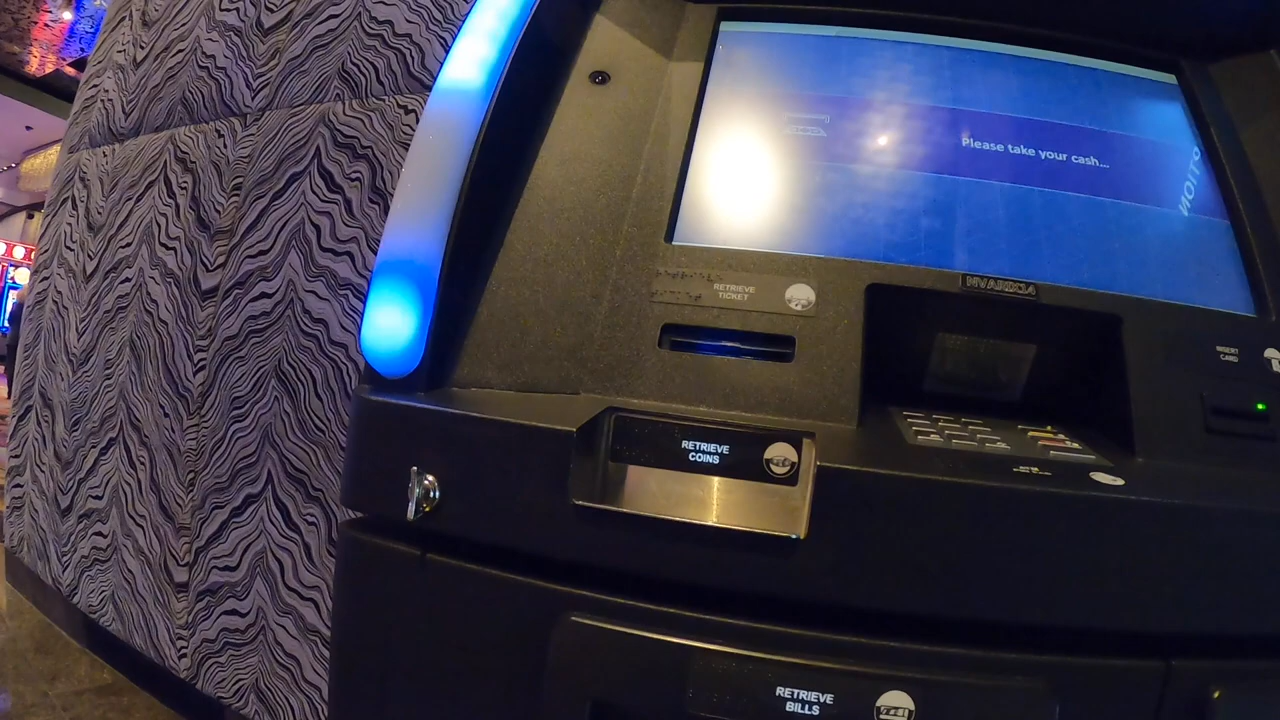 Please take your cash...
RETRIEVE
TICKET
INSERT
CARD
RETRIEVE
COINS
RETRIEVE
BILLS